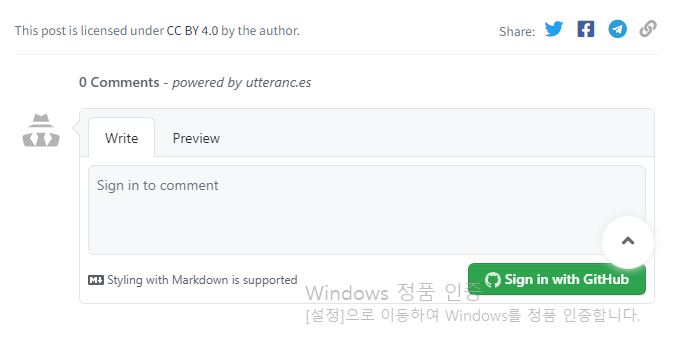 This post is licensed under CC BY 4.0 by the author.
Share:
0 Comments - powered by utteranc.es
Write
Preview
Sign in to comment
Styling with Markdown is supported
Sign in with GitHub
Windows 정품 인증
[설정]으로 이동하여 Windows를 정품 인증합니다.